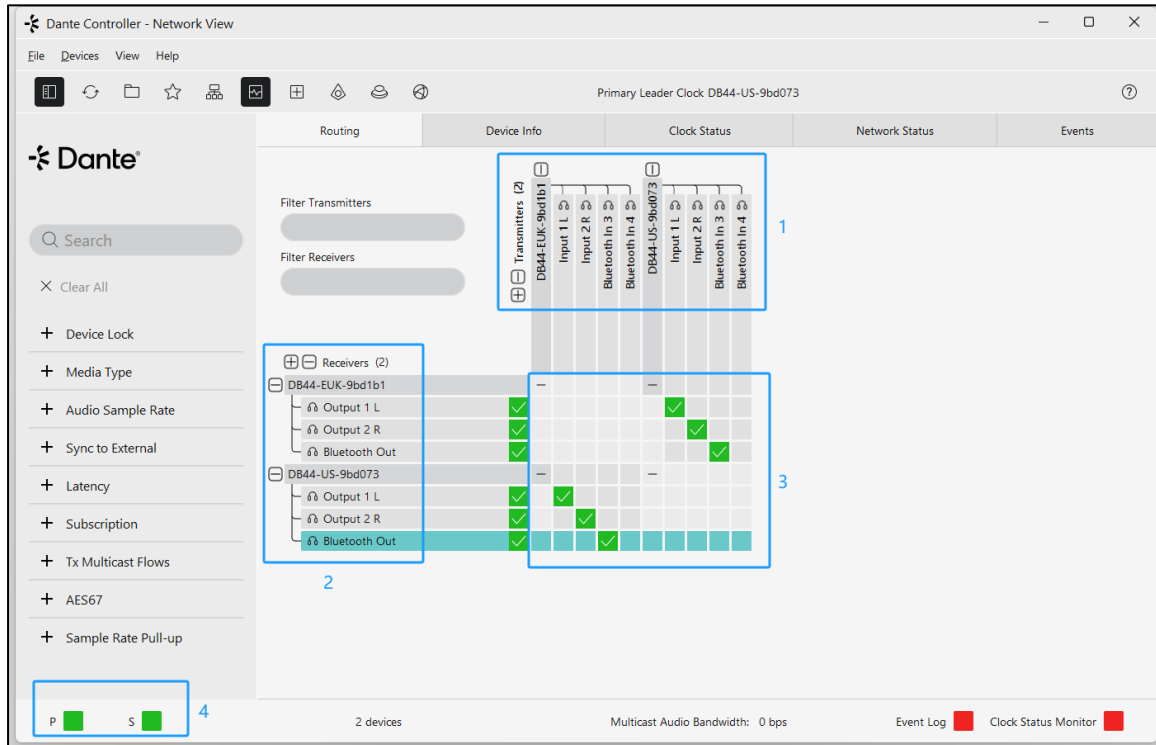 Dante Controller - Network View
File Devices View Help
Primary Leader Clock DB44-US-9bd073
Routing Device Info Clock Status Network Status Events
Dante®
Search
Clear All
Device Lock
Media Type
Audio Sample Rate
Sync to External
Latency
Subscription
Tx Multicast Flows
AES67
Sample Rate Pull-up
Filter Transmitters
Filter Receivers
Transmitters (2)
DB44-EUK-9bd1b1
Input 1 L
Input 2 R
Bluetooth In 3
Bluetooth In 4
DB44-US-9bd073
Input 1 L
Input 2 R
Bluetooth In 3
Bluetooth In 4
1
Receivers (2)
DB44-EUK-9bd1b1
Output 1 L
Output 2 R
Bluetooth Out
DB44-US-9bd073
Output 1 L
Output 2 R
Bluetooth Out
2
3
P S
4
2 devices
Multicast Audio Bandwidth: 0 bps
Event Log
Clock Status Monitor